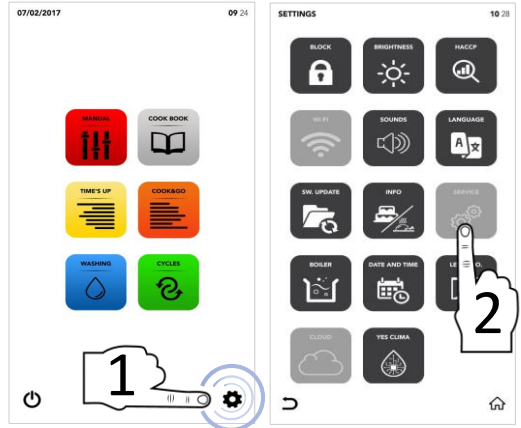 07/02/2017 09 24
MANUAL COOK BOOK
TIME'S UP COOK&GO
WASHING CYCLES
1
SETTINGS 10 28
BLOCK BRIGHTNESS HACCP
WI-FI SOUNDS LANGUAGE
A
SW. UPDATE INFO SERVICE
BOILER DATE AND TIME
2
CLOUD YES CLIMA